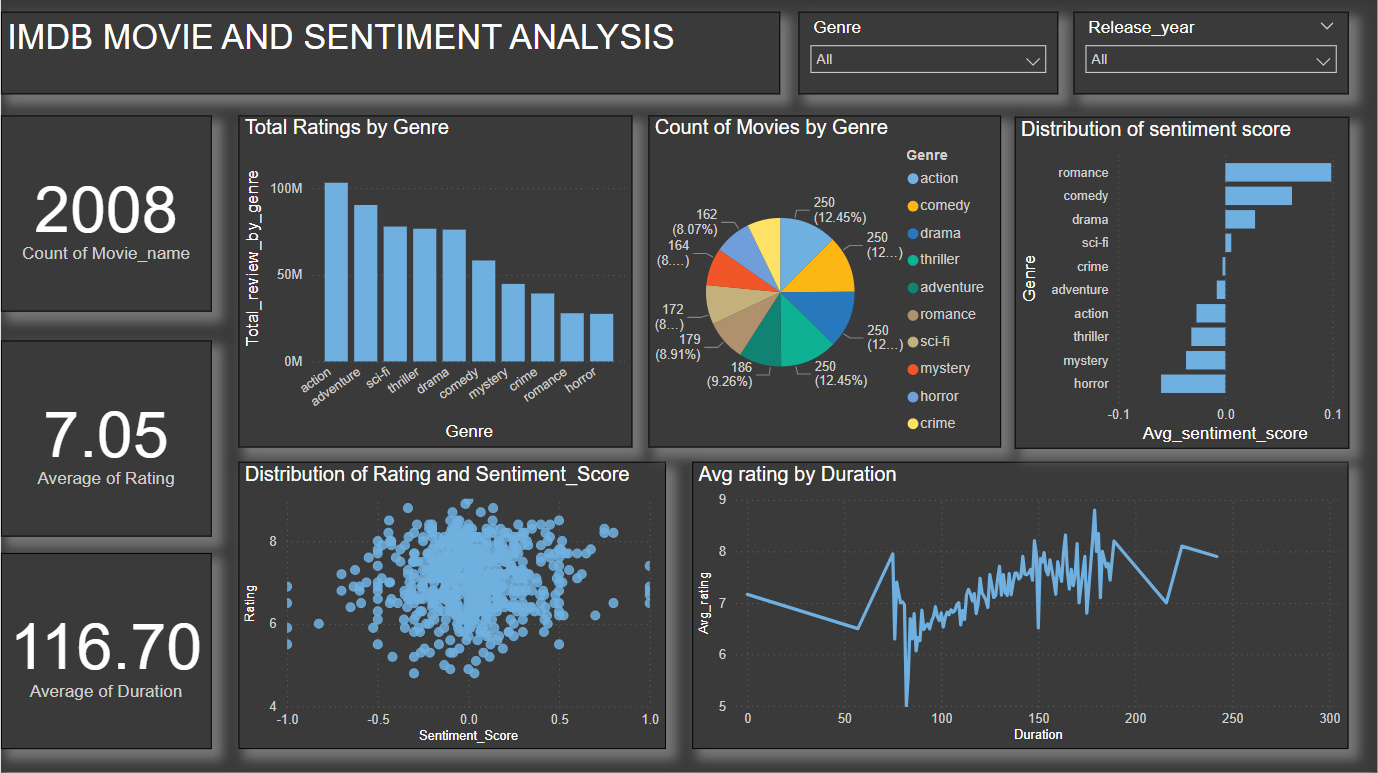 IMDB MOVIE AND SENTIMENT ANALYSIS
Genre
All
Release_year
All
2008
Count of Movie_name
7.05
Average of Rating
116.70
Average of Duration
Total Ratings by Genre
Total_review_by_genre
100M
50M
0M
action
adventure
sci-fi
thriller
drama
comedy
mystery
crime
romance
horror
Genre
Count of Movies by Genre
250
(12.45%)
250
(12...)
250
(12...)
250
(12.45%)
186
(9.26%)
179
(8.91%)
172
(8...)
164
(8....)
162
(8.07%)
Genre
action
comedy
drama
thriller
adventure
romance
sci-fi
mystery
horror
crime
Distribution of sentiment score
Genre
romance
comedy
drama
sci-fi
crime
adventure
action
thriller
mystery
horror
-0.1
0.0
0.1
Avg_sentiment_score
Distribution of Rating and Sentiment_Score
Rating
8
6
4
-1.0
-0.5
0.0
0.5
1.0
Sentiment_Score
Avg rating by Duration
Avg_rating
9
8
7
6
5
0
50
100
150
200
250
300
Duration